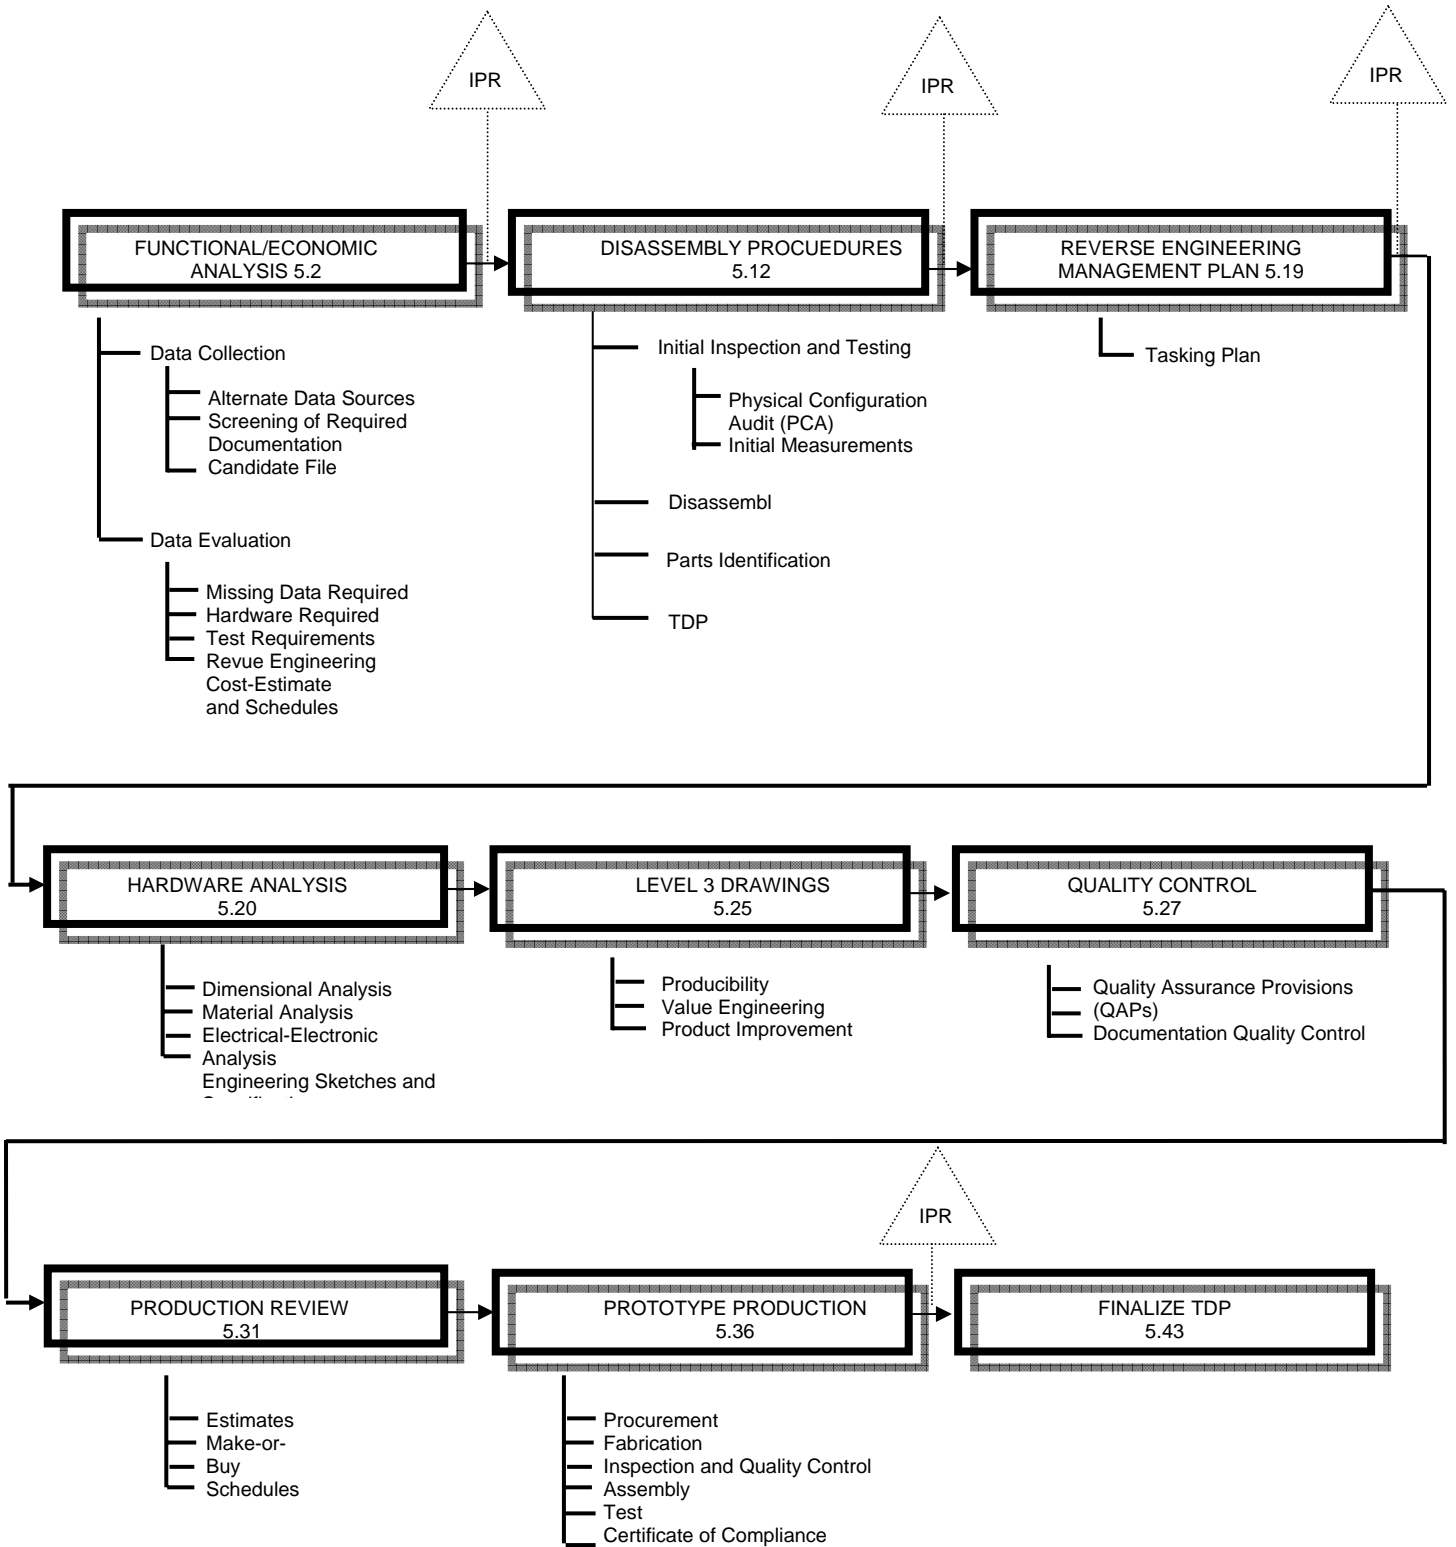 IPR
IPR
IPR
FUNCTIONAL/ECONOMIC
ANALYSIS 5.2
DISASSEMBLY PROCUEDURES
5.12
REVERSE ENGINEERING
MANAGEMENT PLAN 5.19
Data Collection
Alternate Data Sources
Screening of Required
Documentation
Candidate File
Data Evaluation
Missing Data Required
Hardware Required
Test Requirements
Revue Engineering
Cost-Estimate
and Schedules
Initial Inspection and Testing
Physical Configuration
Audit (PCA)
Initial Measurements
Disassembl
Parts Identification
TDP
Tasking Plan
HARDWARE ANALYSIS
5.20
LEVEL 3 DRAWINGS
5.25
QUALITY CONTROL
5.27
Dimensional Analysis
Material Analysis
Electrical-Electronic
Analysis
Engineering Sketches and
Producibility
Value Engineering
Product Improvement
Quality Assurance Provisions
(QAPs)
Documentation Quality Control
IPR
PRODUCTION REVIEW
5.31
PROTOTYPE PRODUCTION
5.36
FINALIZE TDP
5.43
Estimates
Make-or-
Buy
Schedules
Procurement
Fabrication
Inspection and Quality Control
Assembly
Test
Certificate of Compliance